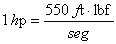 1 hp = 550 ft · lbf / seg